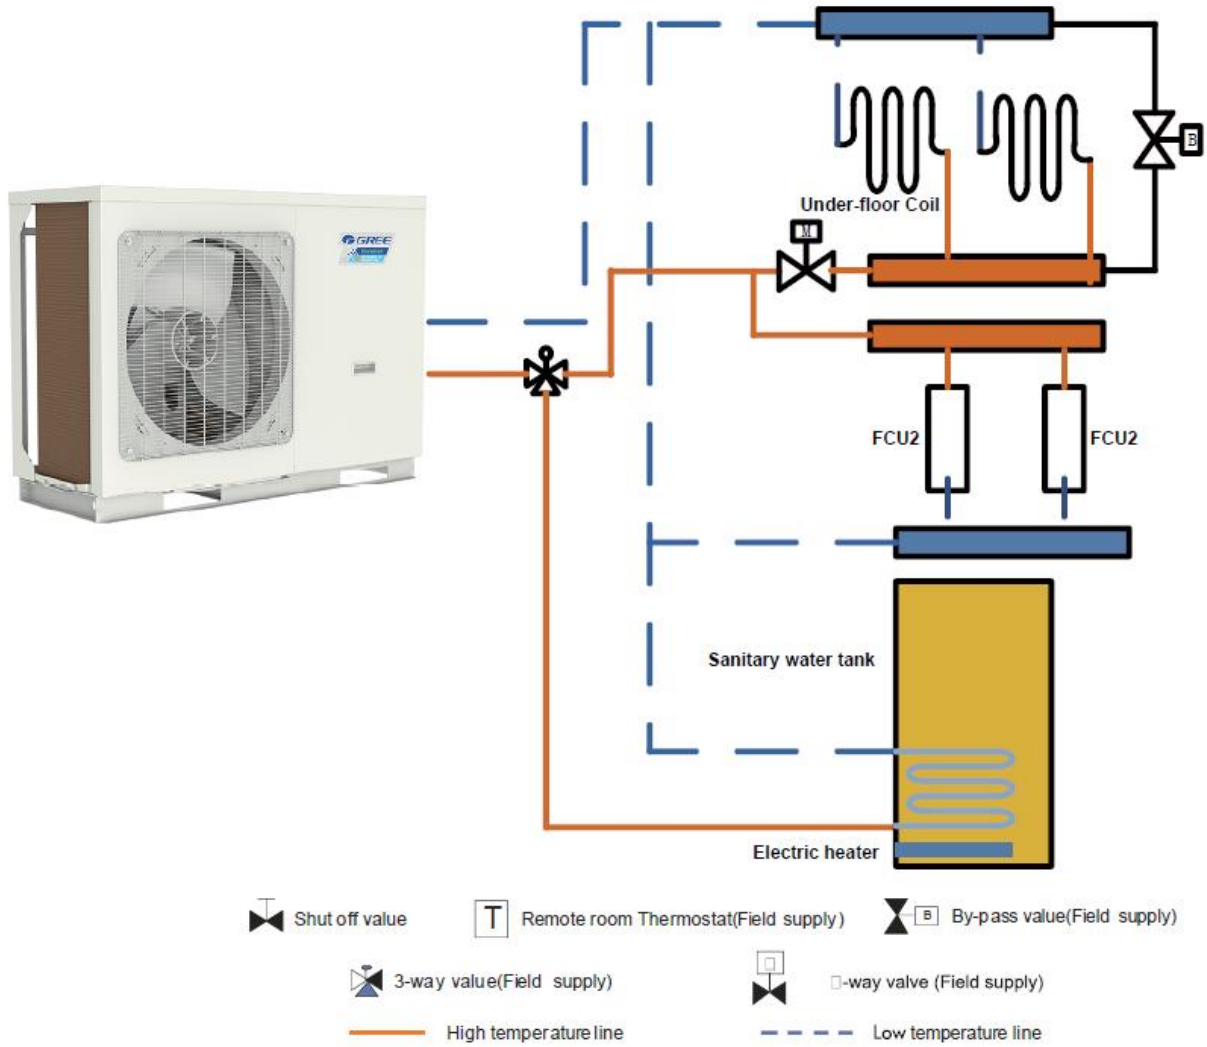 B
Under-floor Coil
M
GREE
FCU2
FCU2
Sanitary water tank
Electric heater
Shut off value
T
Remote room Thermostat(Field supply)
B
By-pass value(Field supply)
3-way value(Field supply)
-way valve (Field supply)
High temperature line
Low temperature line